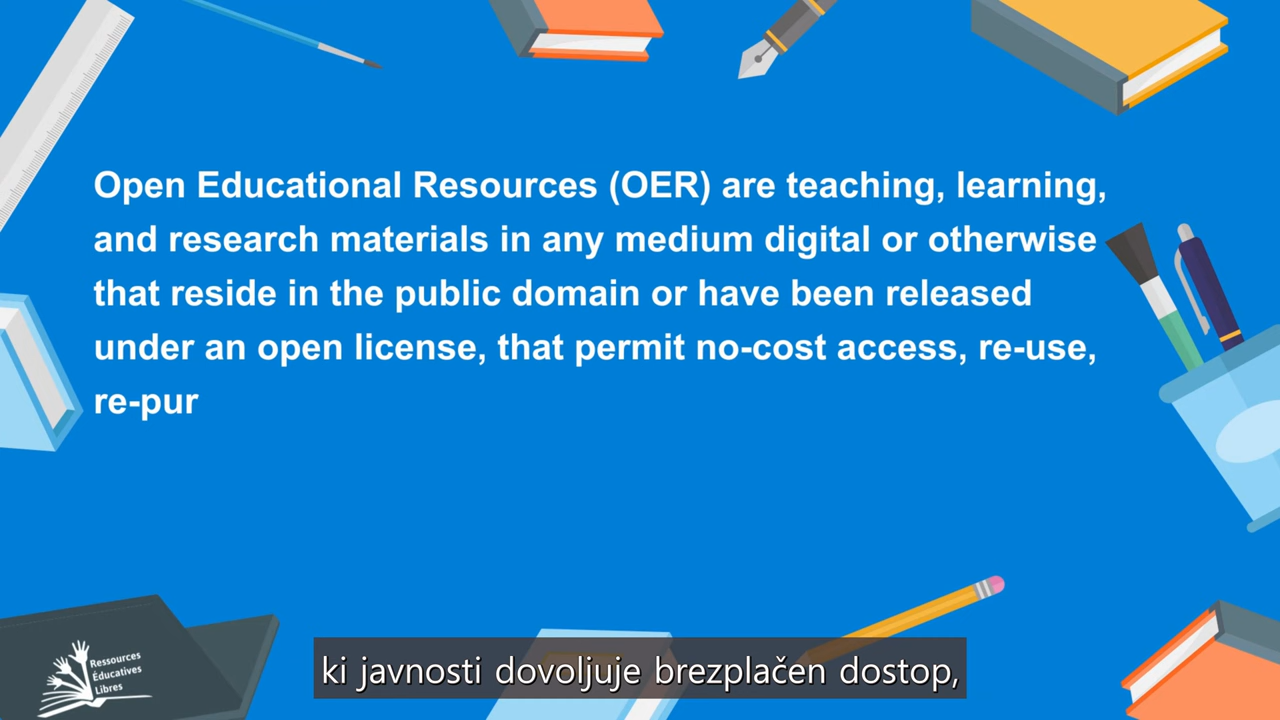 Open Educational Resources (OER) are teaching, learning,
and research materials in any medium digital or otherwise
that reside in the public domain or have been released
under an open license, that permit no-cost access, re-use,
re-pur
Ressources
Éducatives
Libres
ki javnosti dovoljuje brezplačen dostop,